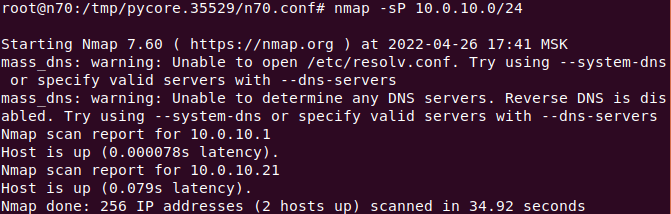 root@n70:/tmp/pycore.35529/n70.conf# nmap -sP 10.0.10.0/24

Starting Nmap 7.60 ( https://nmap.org ) at 2022-04-26 17:41 MSK
mass_dns: warning: Unable to open /etc/resolv.conf. Try using --system-dns
 or specify valid servers with --dns-servers
mass_dns: warning: Unable to determine any DNS servers. Reverse DNS is dis
abled. Try using --system-dns or specify valid servers with --dns-servers
Nmap scan report for 10.0.10.1
Host is up (0.000078s latency).
Nmap scan report for 10.0.10.21
Host is up (0.079s latency).
Nmap done: 256 IP addresses (2 hosts up) scanned in 34.92 seconds